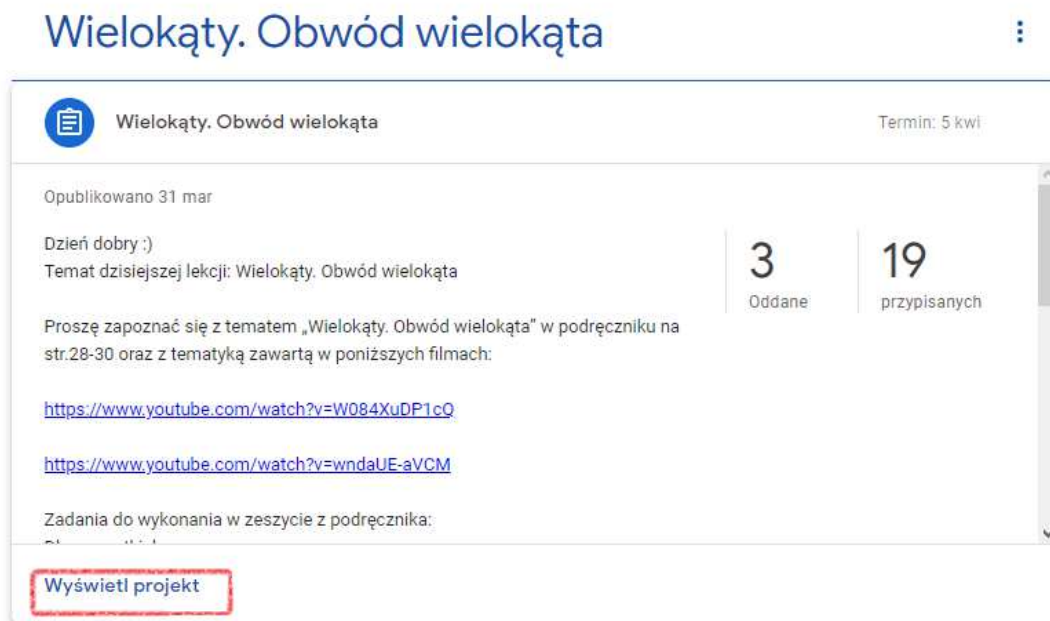 Wielokąty. Obwód wielokąta
Wielokąty. Obwód wielokąta
Termin: 5 kwi
Opublikowano 31 mar
Dzień dobry :)
Temat dzisiejszej lekcji: Wielokąty. Obwód wielokąta
3
Oddane
19
przypisanych
Proszę zapoznać się z tematem „Wielokąty. Obwód wielokąta” w podręczniku na
str.28-30 oraz z tematyką zawartą w poniższych filmach:
https://www.youtube.com/watch?v=W084XuDP1cQ
https://www.youtube.com/watch?v=wndaUE-aVCM
Zadania do wykonania w zeszycie z podręcznika:
Wyświetl projekt